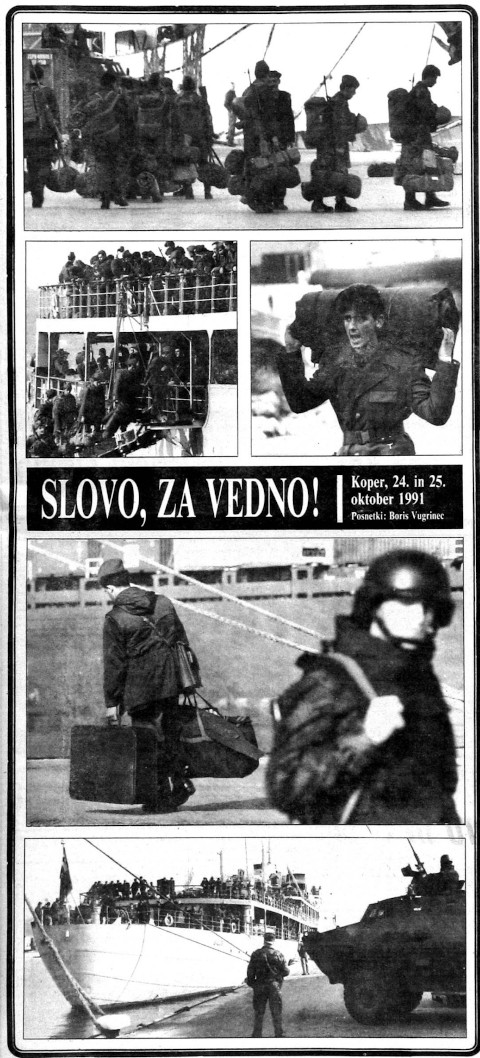 SLOVO, ZA VEDNO!
Koper, 24. in 25.
oktober 1991
Posnetki: Boris Vugrinec